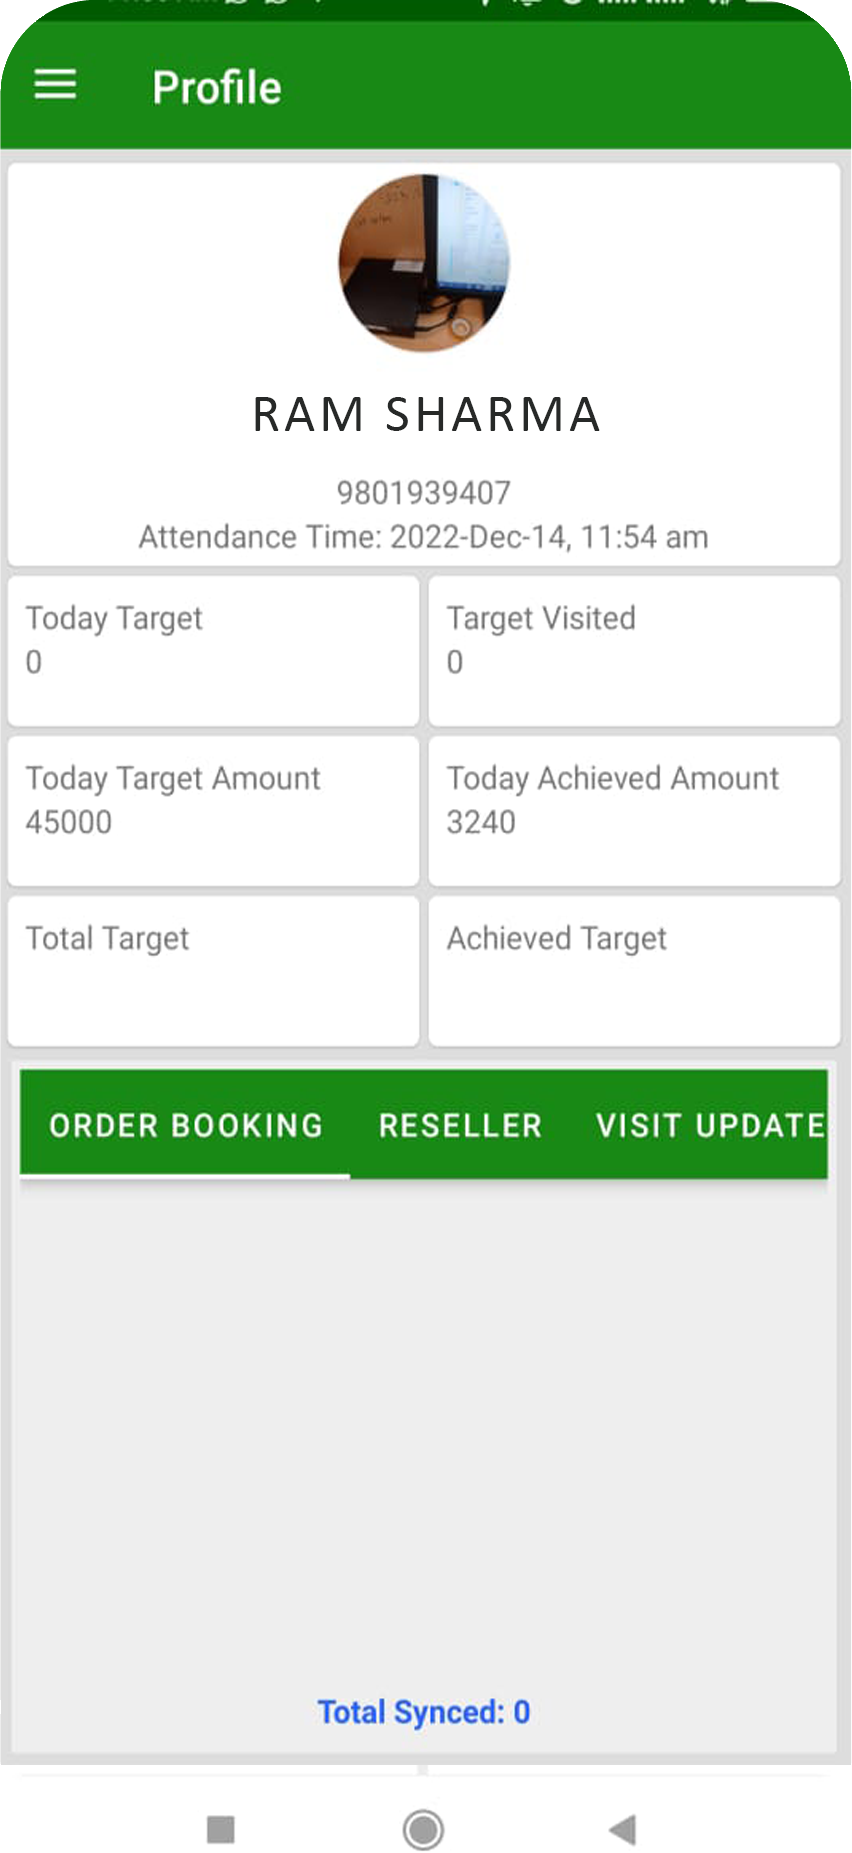 Profile
RAM SHARMA
9801939407
Attendance Time: 2022-Dec-14, 11:54 am
Today Target
0
Target Visited
0
Today Target Amount
45000
Today Achieved Amount
3240
Total Target
Achieved Target
ORDER BOOKING RESELLER VISIT UPDATE
Total Synced: 0